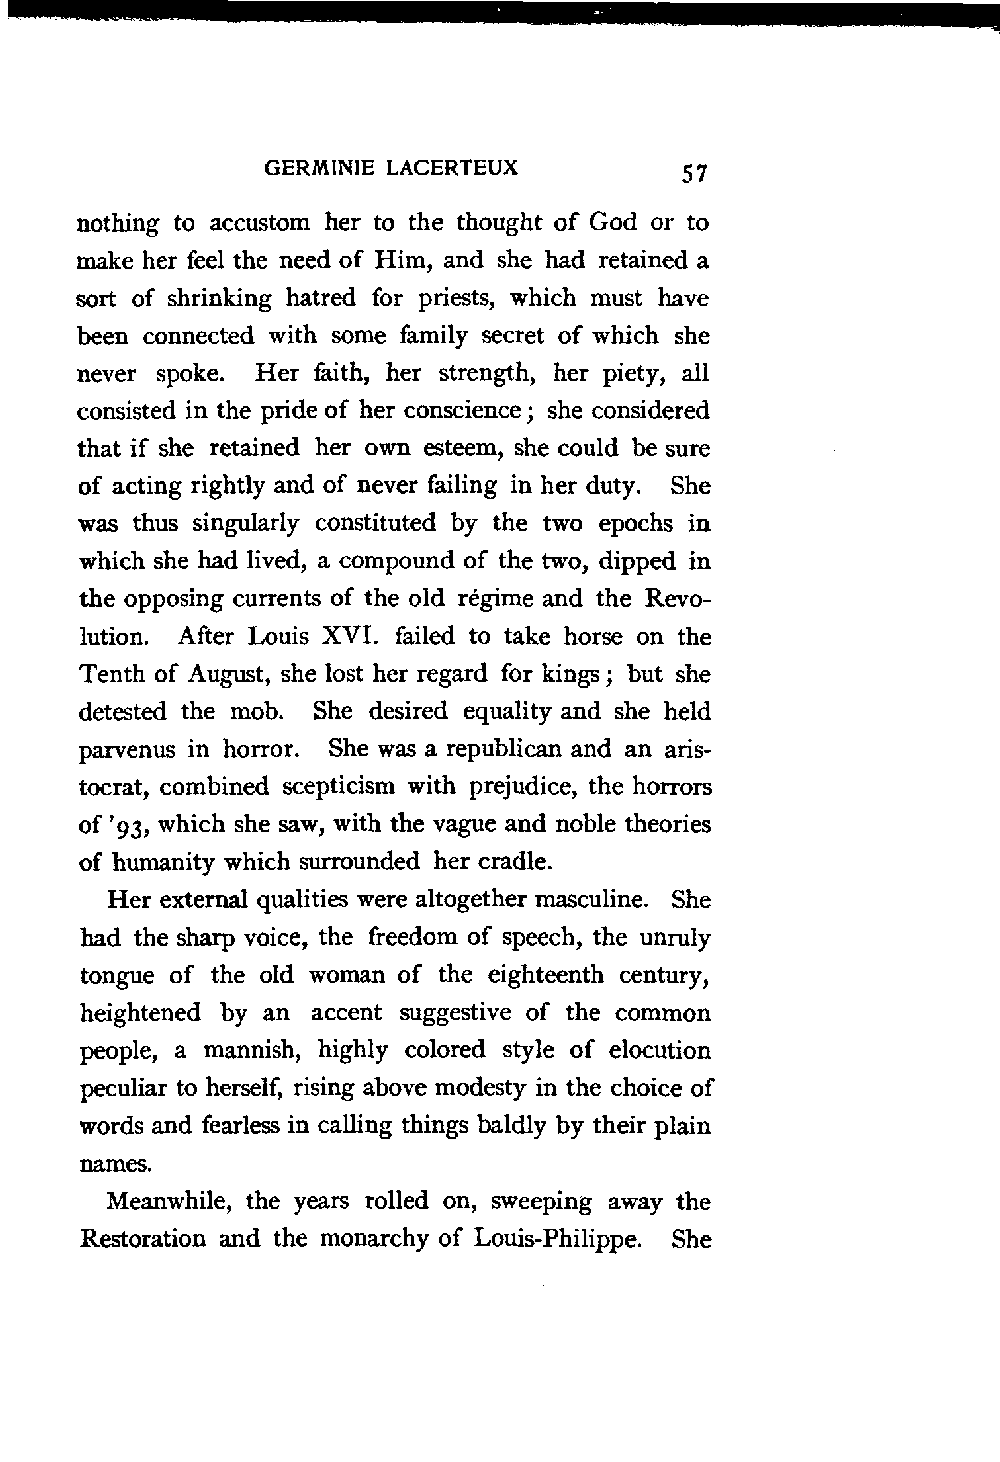 GERMINIE LACERTEUX 57
nothing to accustom her to the thought of God or to
make her feel the need of Him, and she had retained a
sort of shrinking hatred for priests, which must have
been connected with some family secret of which she
never spoke. Her faith, her strength, her piety, all
consisted in the pride of her conscience; she considered
that if she retained her own esteem, she could be sure
of acting rightly and of never failing in her duty. She
was thus singularly constituted by the two epochs in
which she had lived, a compound of the two, dipped in
the opposing currents of the old régime and the Revo-
lution. After Louis XVI. failed to take horse on the
Tenth of August, she lost her regard for kings; but she
detested the mob. She desired equality and she held
parvenus in horror. She was a republican and an aris-
tocrat, combined scepticism with prejudice, the horrors
of '93, which she saw, with the vague and noble theories
of humanity which surrounded her cradle.
Her external qualities were altogether masculine. She
had the sharp voice, the freedom of speech, the unruly
tongue of the old woman of the eighteenth century,
heightened by an accent suggestive of the common
people, a mannish, highly colored style of elocution
peculiar to herself, rising above modesty in the choice of
words and fearless in calling things baldly by their plain
names.
Meanwhile, the years rolled on, sweeping away the
Restoration and the monarchy of Louis-Philippe. She